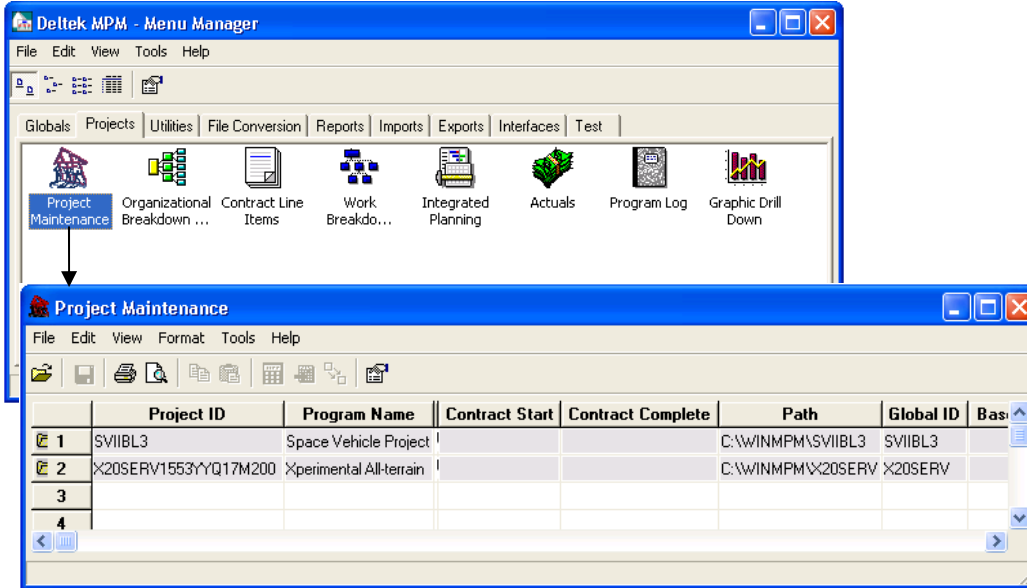 Deltek MPM - Menu Manager
File Edit View Tools Help
Globals Projects Utilities File Conversion Reports Imports Exports Interfaces Test
Project Maintenance
Organizational Breakdown ...
Contract Line Items
Work Breakdo...
Integrated Planning
Actuals
Program Log
Graphic Drill Down
Project Maintenance
File Edit View Format Tools Help
Project ID Program Name Contract Start Contract Complete Path Global ID Bas
1 SVIIBL3 Space Vehicle Project C:\WINMPM\SVIIBL3 SVIIBL3
2 X20SERV1553YYQ17M200 Xperimental All-terrain C:\WINMPM\X20SERV X20SERV
3
4